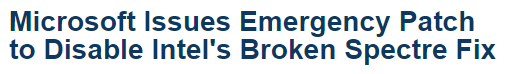 Microsoft Issues Emergency Patch
to Disable Intel's Broken Spectre Fix